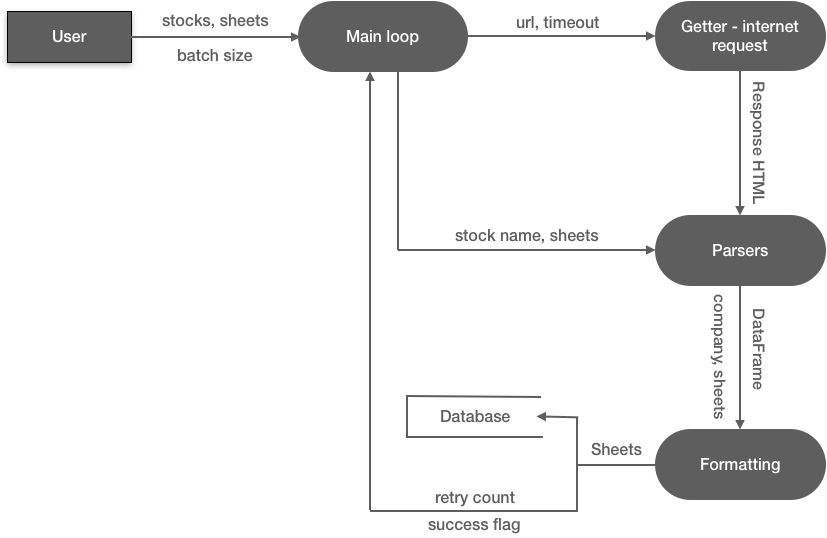 stocks, sheets
User
batch size
Main loop
url, timeout
Getter - internet
request
Response HTML
stock name, sheets
Parsers
company, sheets
DataFrame
Database
Sheets
Formatting
retry count
success flag